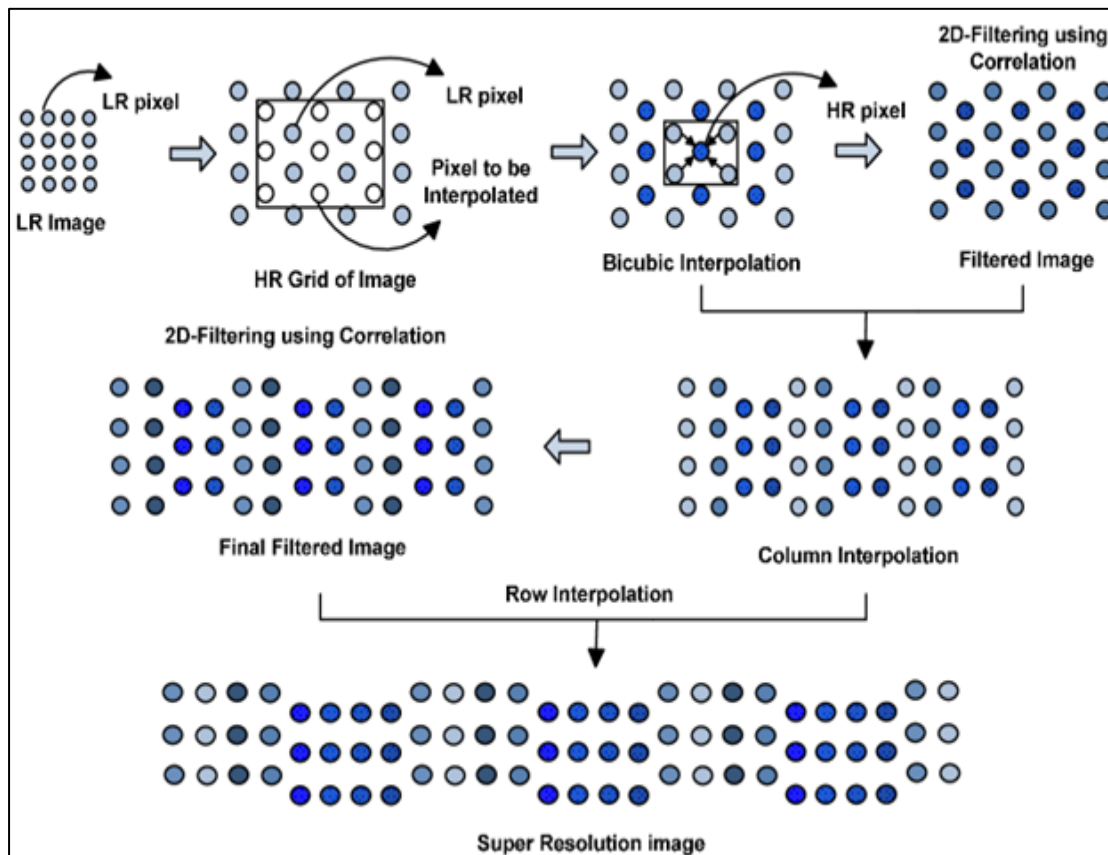 2D-Filtering using
Correlation
LR pixel
LR pixel
HR pixel
Pixel to be
Interpolated
LR Image
HR Grid of Image
Bicubic Interpolation
Filtered Image
2D-Filtering using Correlation
Final Filtered Image
Column Interpolation
Row Interpolation
Super Resolution image